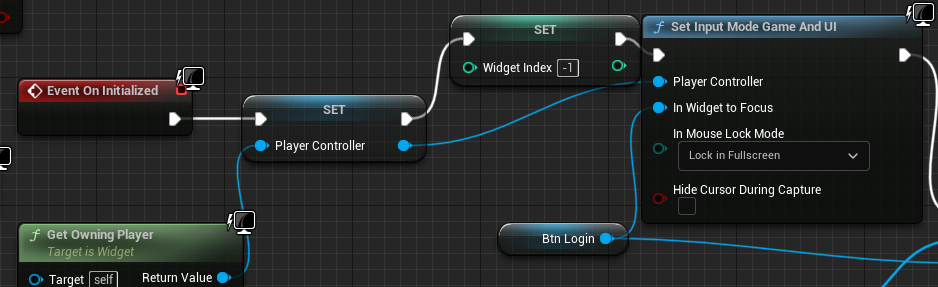 SET
Set Input Mode Game And UI
Widget Index -1
Event On Initialized
Player Controller
SET
In Widget to Focus
In Mouse Lock Mode
Player Controller
Lock in Fullscreen
Hide Cursor During Capture
Get Owning Player
Target is Widget
Btn Login
Target self Return Value